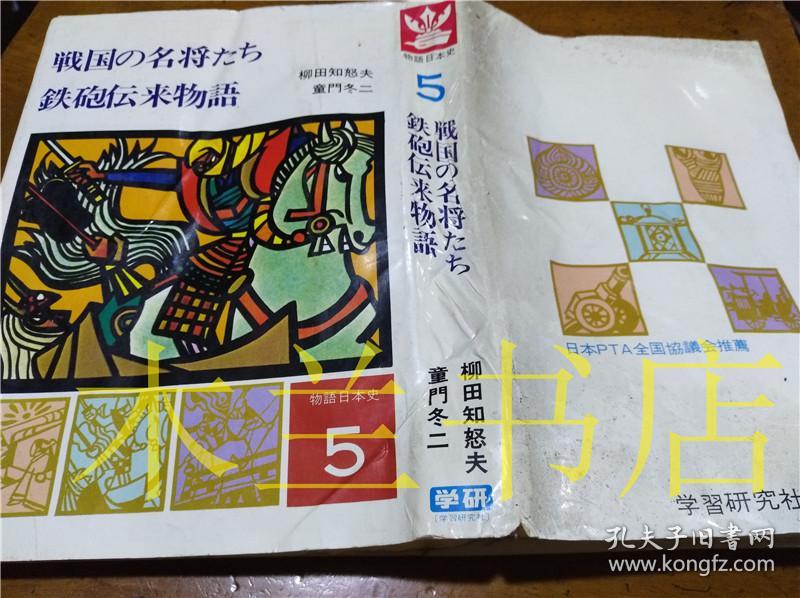 戦国の名将たち
鉄砲伝来物語
柳田知怒夫
童門冬二
物語日本史
5
物語日本史
5
戦国の名将たち
鉄砲伝来物語
柳田知怒夫
童門冬二
学研
[学習研究社]
日本PTA全国協議会推薦
学習研究社
木兰书店
孔夫子旧书网
www.kongfz.com